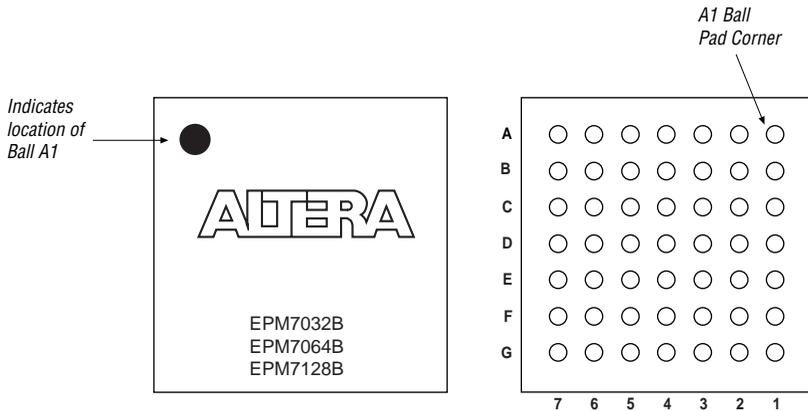 A1 Ball
Pad Corner
Indicates
location of
Ball A1
ALTERA
EPM7032B
EPM7064B
EPM7128B
A
B
C
D
E
F
G
7 6 5 4 3 2 1